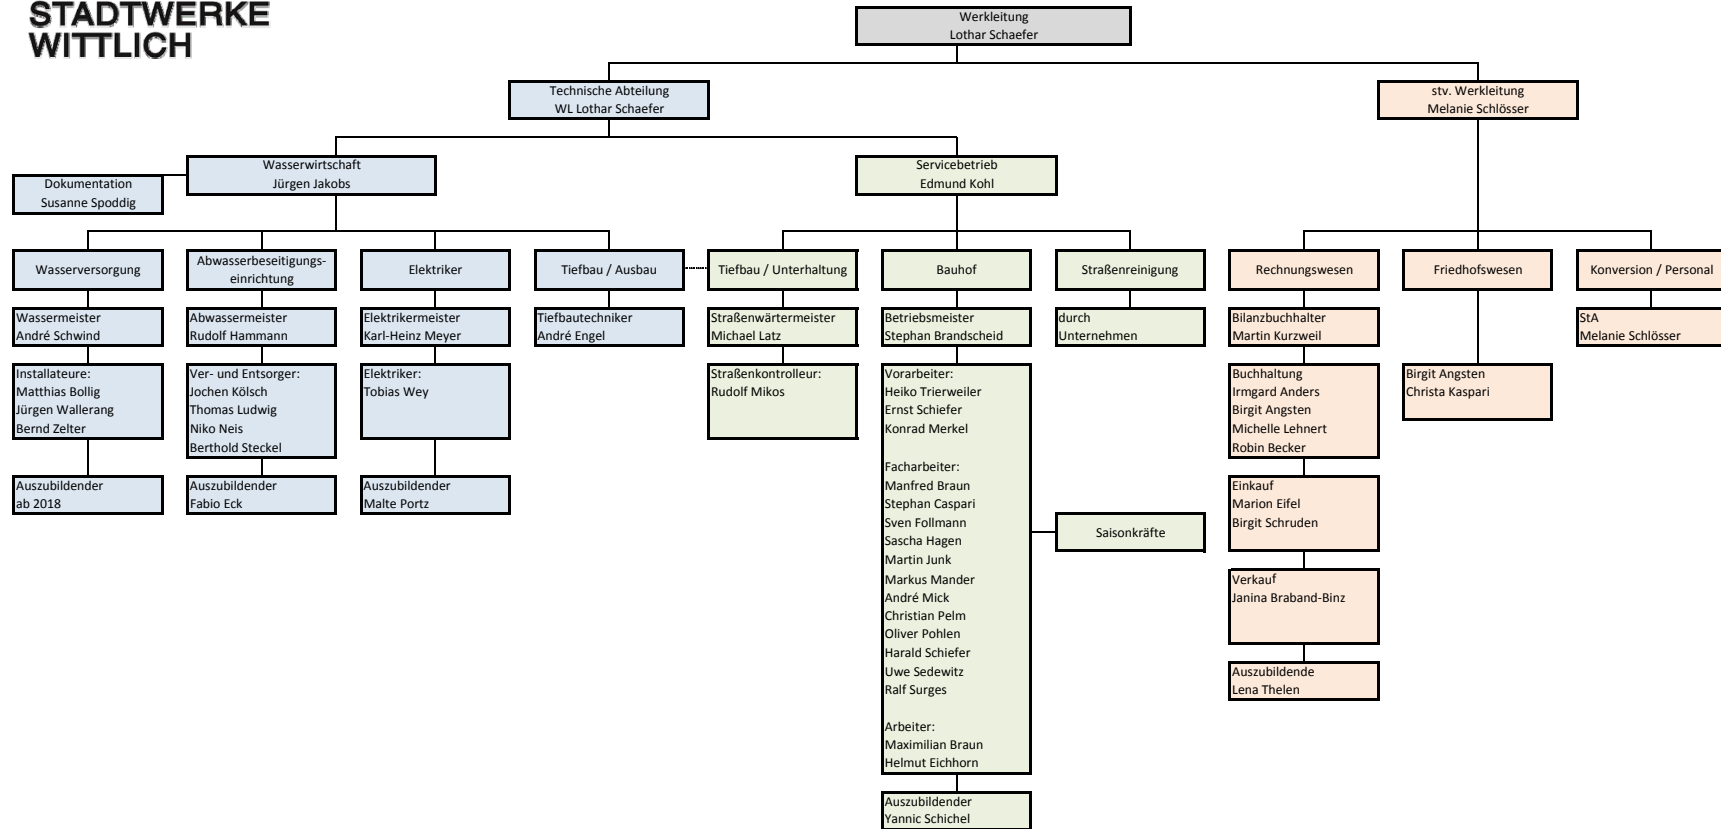 STADTWERKE
WITTLICH
Werkleitung
Lothar Schaefer
Technische Abteilung
WL Lothar Schaefer
stv. Werkleitung
Melanie Schlösser
Wasserwirtschaft
Jürgen Jakobs
Servicebetrieb
Edmund Kohl
Dokumentation
Susanne Spoddig
Wasserversorgung
Abwasserbeseitigungs-
einrichtung
Elektriker
Tiefbau / Ausbau
Tiefbau / Unterhaltung
Bauhof
Straßenreinigung
Rechnungswesen
Friedhofswesen
Konversion / Personal
Wassermeister
André Schwind
Abwassermeister
Rudolf Hammann
Elektrikermeister
Karl-Heinz Meyer
Tiefbautechniker
André Engel
Straßenwärtermeister
Michael Latz
Betriebsmeister
Stephan Brandscheid
durch
Unternehmen
Bilanzbuchhalter
Martin Kurzweil
StA
Melanie Schlösser
Installateure:
Matthias Bollig
Jürgen Wallerang
Bernd Zelter
Ver- und Entsorger:
Jochen Kölsch
Thomas Ludwig
Niko Neis
Berthold Steckel
Elektriker:
Tobias Wey
Straßenkontrolleur:
Rudolf Mikos
Vorarbeiter:
Heiko Trierweiler
Ernst Schiefer
Konrad Merkel
Facharbeiter:
Manfred Braun
Stephan Caspari
Sven Follmann
Sascha Hagen
Martin Junk
Markus Mander
André Mick
Christian Pelm
Oliver Pohlen
Harald Schiefer
Uwe Sedewitz
Ralf Surges
Arbeiter:
Maximilian Braun
Helmut Eichhorn
Buchhaltung
Irmgard Anders
Birgit Angsten
Michelle Lehnert
Robin Becker
Birgit Angsten
Christa Kaspari
Auszubildender
ab 2018
Auszubildender
Fabio Eck
Auszubildender
Malte Portz
Einkauf
Marion Eifel
Birgit Schruden
Saisonkräfte
Verkauf
Janina Braband-Binz
Auszubildende
Lena Thelen
Auszubildender
Yannic Schichel